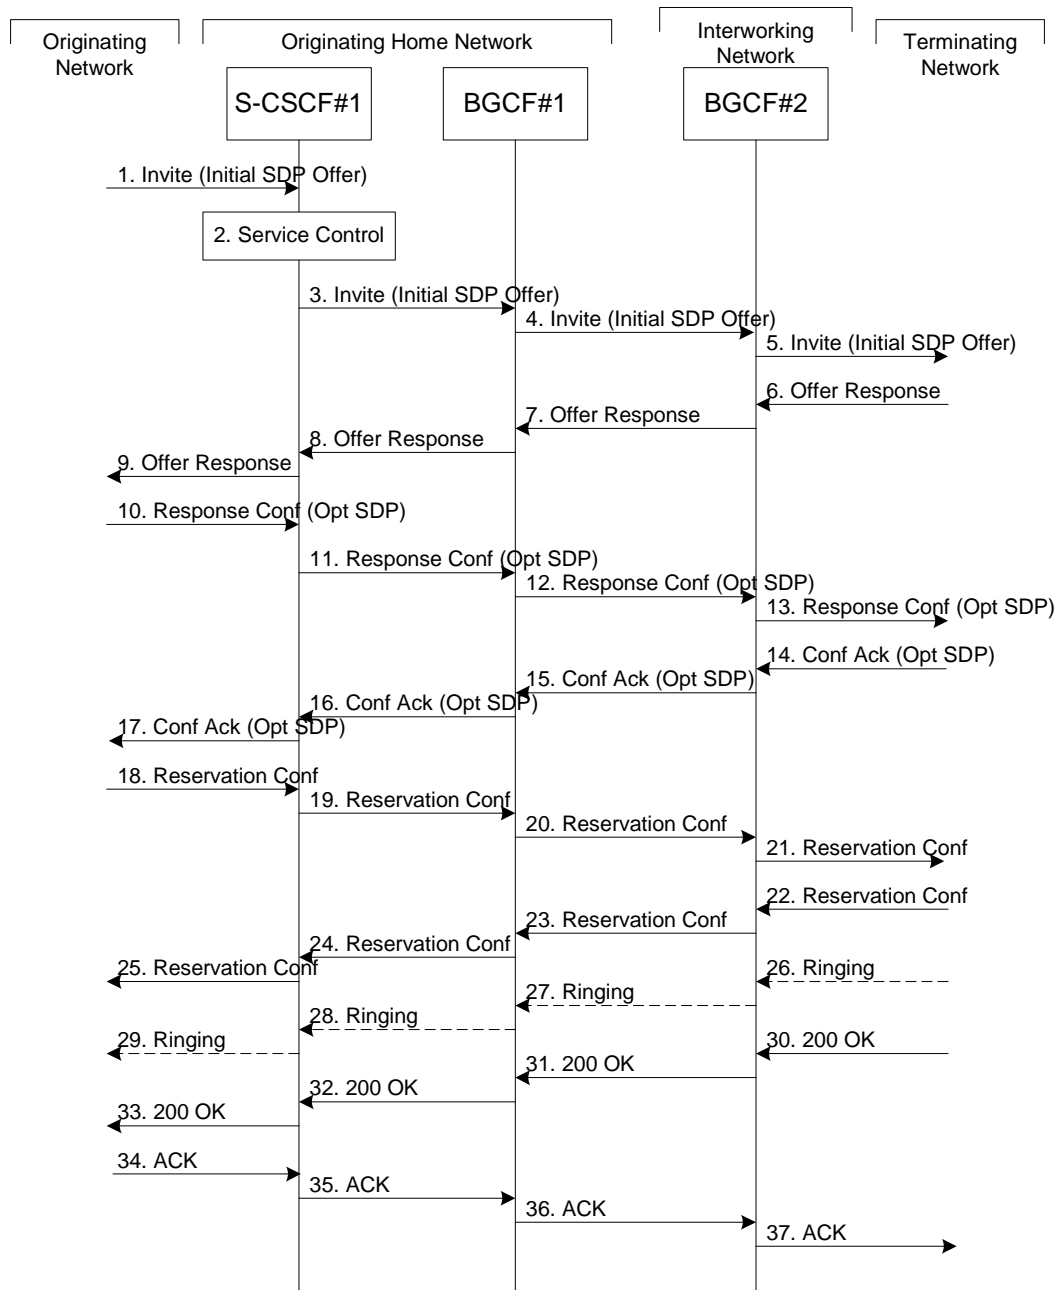 Originating
Network
Originating Home Network
Interworking
Network
Terminating
Network
S-CSCF#1
BGCF#1
BGCF#2
1. Invite (Initial SDP Offer)
2. Service Control
3. Invite (Initial SDP Offer)
4. Invite (Initial SDP Offer)
5. Invite (Initial SDP Offer)
6. Offer Response
7. Offer Response
8. Offer Response
9. Offer Response
10. Response Conf (Opt SDP)
11. Response Conf (Opt SDP)
12. Response Conf (Opt SDP)
13. Response Conf (Opt SDP)
14. Conf Ack (Opt SDP)
15. Conf Ack (Opt SDP)
16. Conf Ack (Opt SDP)
17. Conf Ack (Opt SDP)
18. Reservation Conf
19. Reservation Conf
20. Reservation Conf
21. Reservation Conf
22. Reservation Conf
23. Reservation Conf
24. Reservation Conf
25. Reservation Conf
26. Ringing
27. Ringing
28. Ringing
29. Ringing
30. 200 OK
31. 200 OK
32. 200 OK
33. 200 OK
34. ACK
35. ACK
36. ACK
37. ACK